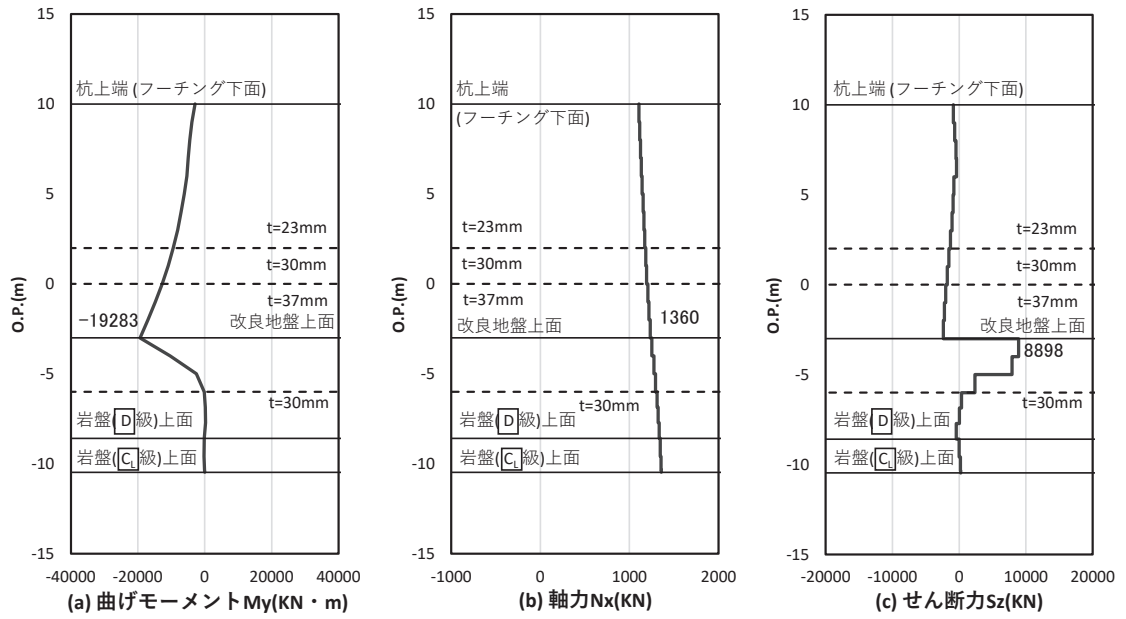 O.P.(m)
15
10
5
0
-5
-10
-15
杭上端 (フーチング下面)
t=23mm
t=30mm
t=37mm
-19283
改良地盤上面
t=30mm
岩盤(D級)上面
岩盤(CL級)上面
-40000 -20000 0 20000 40000
(a) 曲げモーメントMy(KN・m)
O.P.(m)
15
10
5
0
-5
-10
-15
杭上端
(フーチング下面)
t=23mm
t=30mm
t=37mm
1360
改良地盤上面
t=30mm
岩盤(D級)上面
岩盤(CL級)上面
-1000 0 1000 2000
(b) 軸力Nx(KN)
O.P.(m)
15
10
5
0
-5
-10
-15
杭上端 (フーチング下面)
t=23mm
t=30mm
t=37mm
改良地盤上面
8898
t=30mm
岩盤(D級)上面
岩盤(CL級)上面
-20000 -10000 0 10000 20000
(c) せん断力Sz(KN)